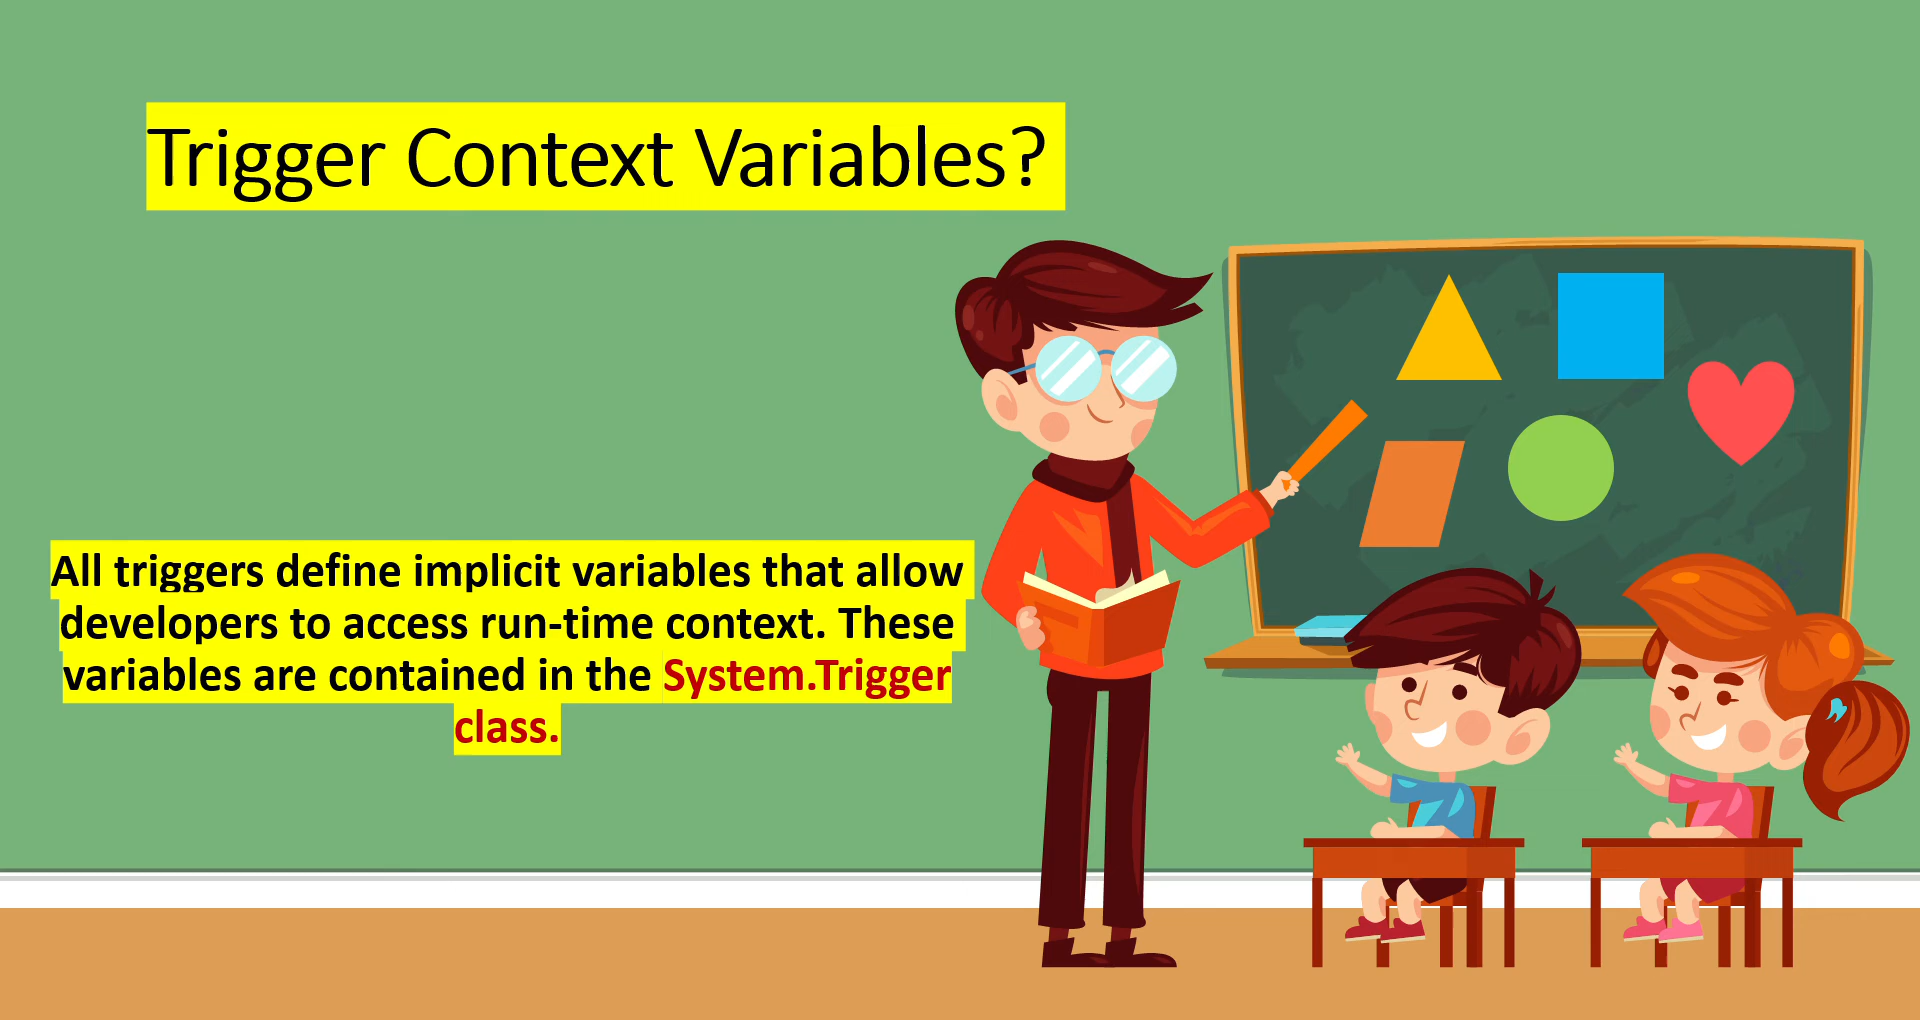 Trigger Context Variables?
All triggers define implicit variables that allow
developers to access run-time context. These
variables are contained in the System.Trigger
class.